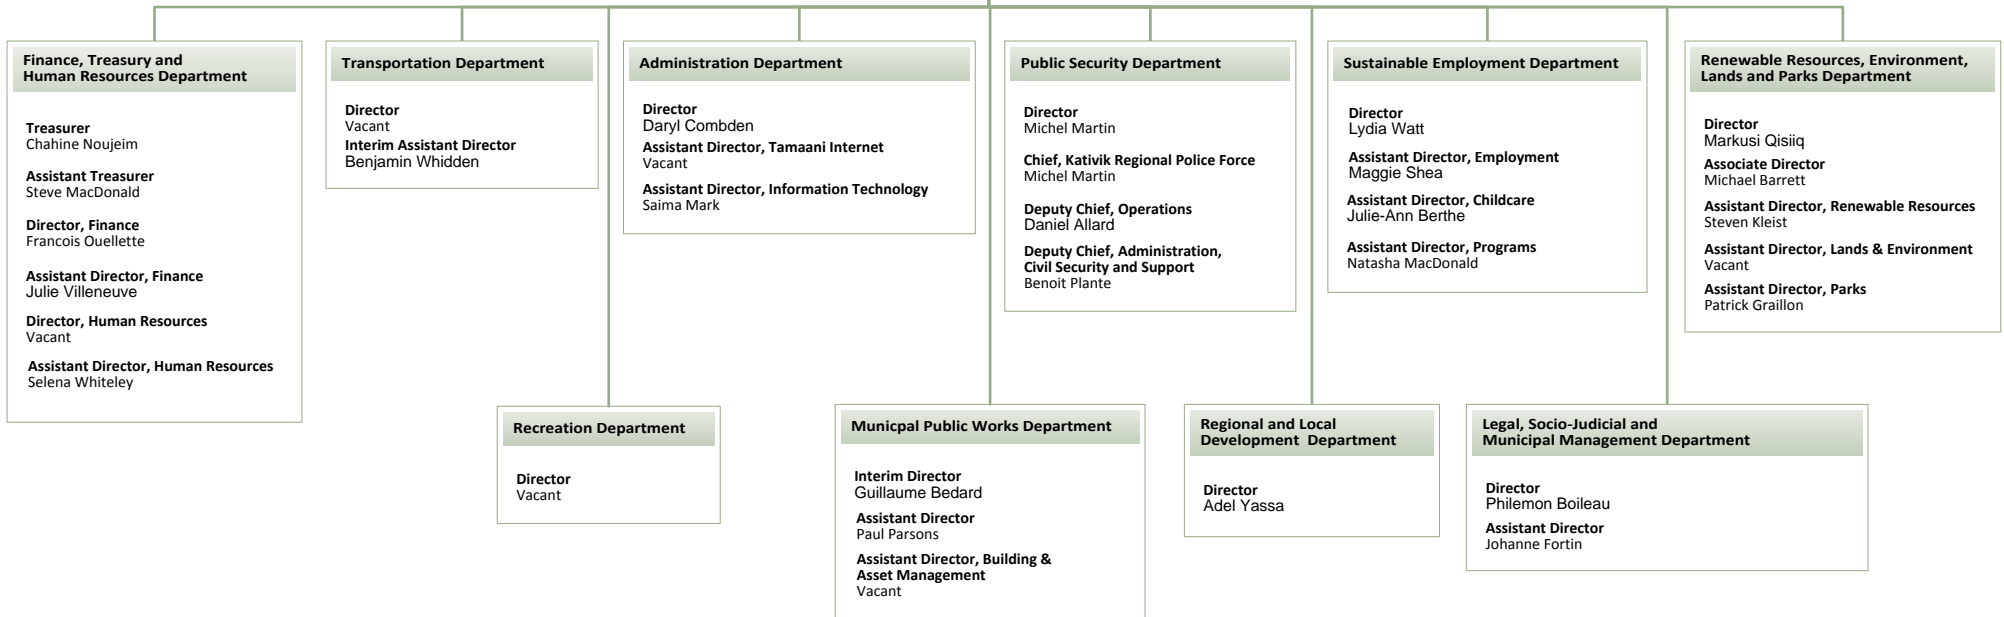 Finance, Treasury and
Human Resources Department
Treasurer
Chahine Noujeim
Assistant Treasurer
Steve MacDonald
Director, Finance
Francois Ouellette
Assistant Director, Finance
Julie Villeneuve
Director, Human Resources
Vacant
Assistant Director, Human Resources
Selena Whiteley
Transportation Department
Director
Vacant
Interim Assistant Director
Benjamin Whidden
Administration Department
Director
Daryl Combden
Assistant Director, Tamaani Internet
Vacant
Assistant Director, Information Technology
Saima Mark
Public Security Department
Director
Michel Martin
Chief, Kativik Regional Police Force
Michel Martin
Deputy Chief, Operations
Daniel Allard
Deputy Chief, Administration,
Civil Security and Support
Benoit Plante
Sustainable Employment Department
Director
Lydia Watt
Assistant Director, Employment
Maggie Shea
Assistant Director, Childcare
Julie-Ann Berthe
Assistant Director, Programs
Natasha MacDonald
Renewable Resources, Environment,
Lands and Parks Department
Director
Markusi Qisiiq
Associate Director
Michael Barrett
Assistant Director, Renewable Resources
Steven Kleist
Assistant Director, Lands & Environment
Vacant
Assistant Director, Parks
Patrick Graillon
Recreation Department
Director
Vacant
Municpal Public Works Department
Interim Director
Guillaume Bedard
Assistant Director
Paul Parsons
Assistant Director, Building &
Asset Management
Vacant
Regional and Local
Development Department
Director
Adel Yassa
Legal, Socio-Judicial and
Municipal Management Department
Director
Philemon Boileau
Assistant Director
Johanne Fortin